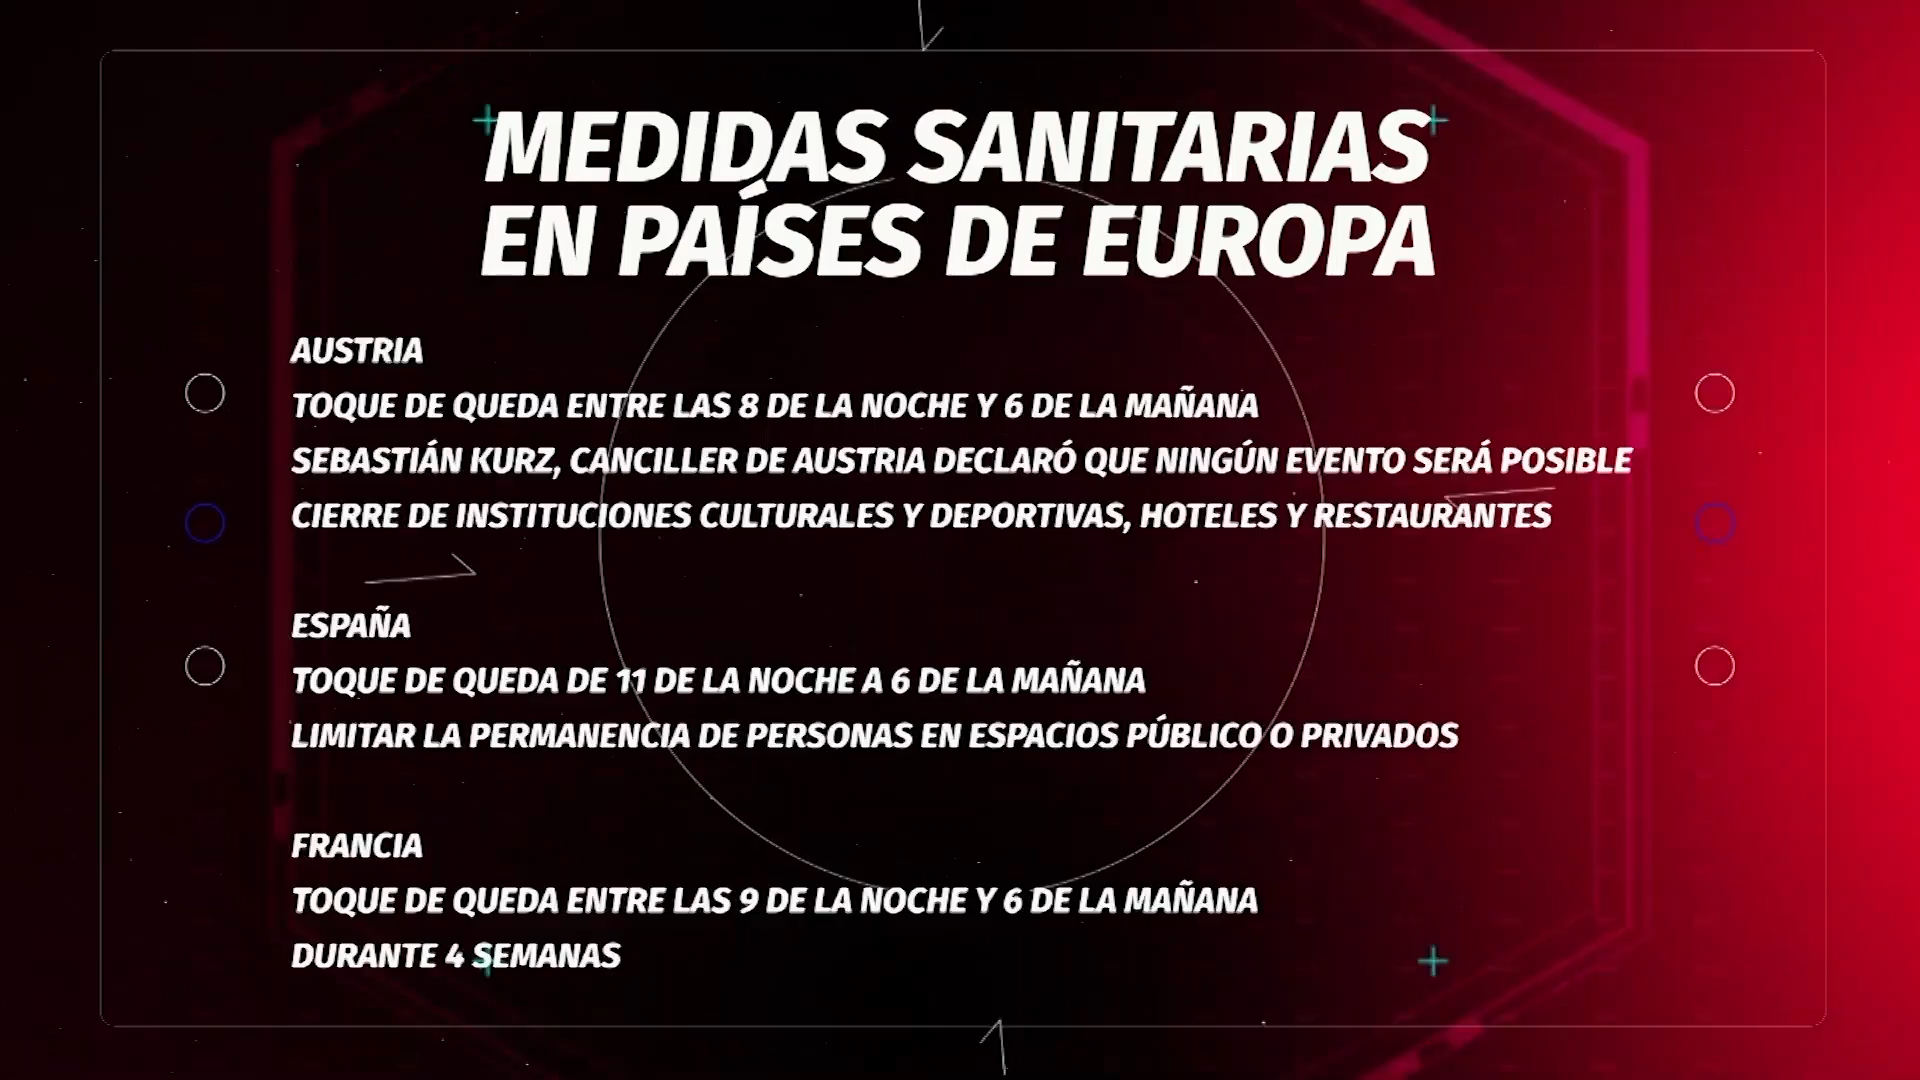 MEDIDAS SANITARIAS
EN PAÍSES DE EUROPA
AUSTRIA
TOQUE DE QUEDA ENTRE LAS 8 DE LA NOCHE Y 6 DE LA MAÑANA
SEBASTIÁN KURZ, CANCILLER DE AUSTRIA DECLARÓ QUE NINGÚN EVENTO SERÁ POSIBLE
CIERRE DE INSTITUCIONES CULTURALES Y DEPORTIVAS, HOTELES Y RESTAURANTES
ESPAÑA
TOQUE DE QUEDA DE 11 DE LA NOCHE A 6 DE LA MAÑANA
LIMITAR LA PERMANENCIA DE PERSONAS EN ESPACIOS PÚBLICO O PRIVADOS
FRANCIA
TOQUE DE QUEDA ENTRE LAS 9 DE LA NOCHE Y 6 DE LA MAÑANA
DURANTE 4 SEMANAS